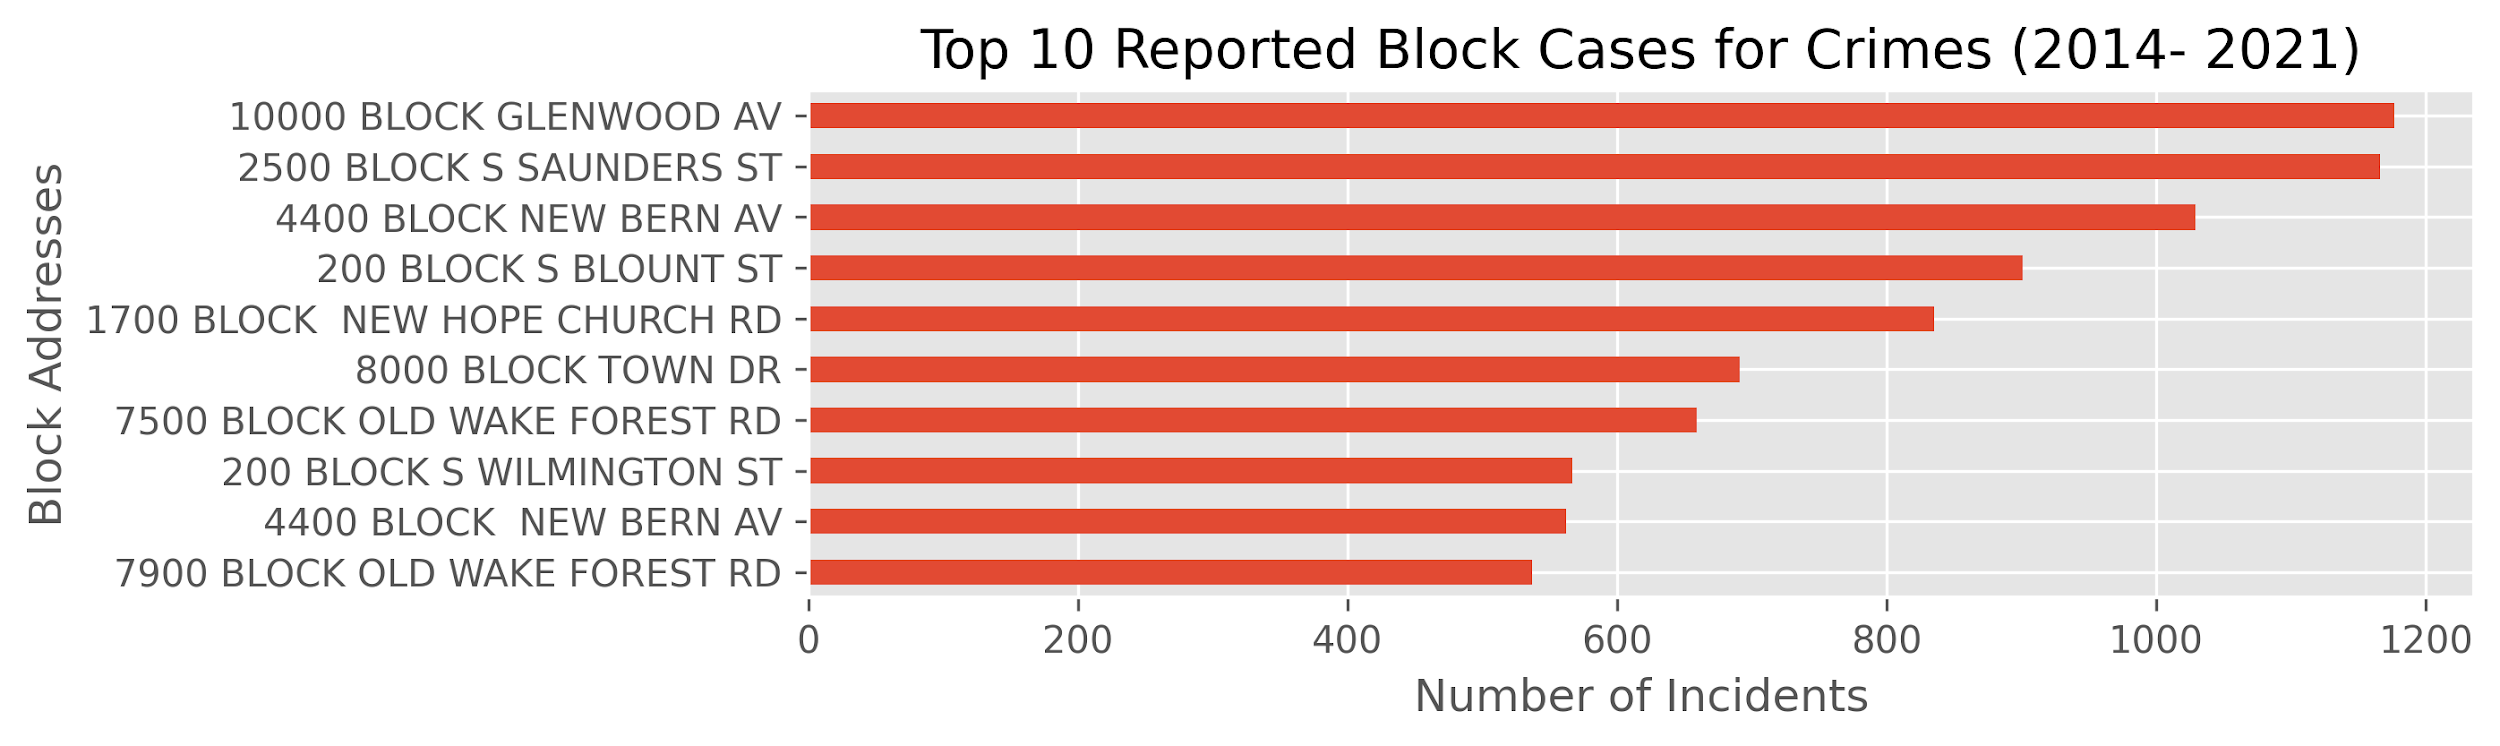 Top 10 Reported Block Cases for Crimes (2014- 2021)
Block Addresses
10000 BLOCK GLENWOOD AV
2500 BLOCK S SAUNDERS ST
4400 BLOCK NEW BERN AV
200 BLOCK S BLOUNT ST
1700 BLOCK  NEW HOPE CHURCH RD
8000 BLOCK TOWN DR
7500 BLOCK OLD WAKE FOREST RD
200 BLOCK S WILMINGTON ST
4400 BLOCK  NEW BERN AV
7900 BLOCK OLD WAKE FOREST RD
0 200 400 600 800 1000 1200
Number of Incidents